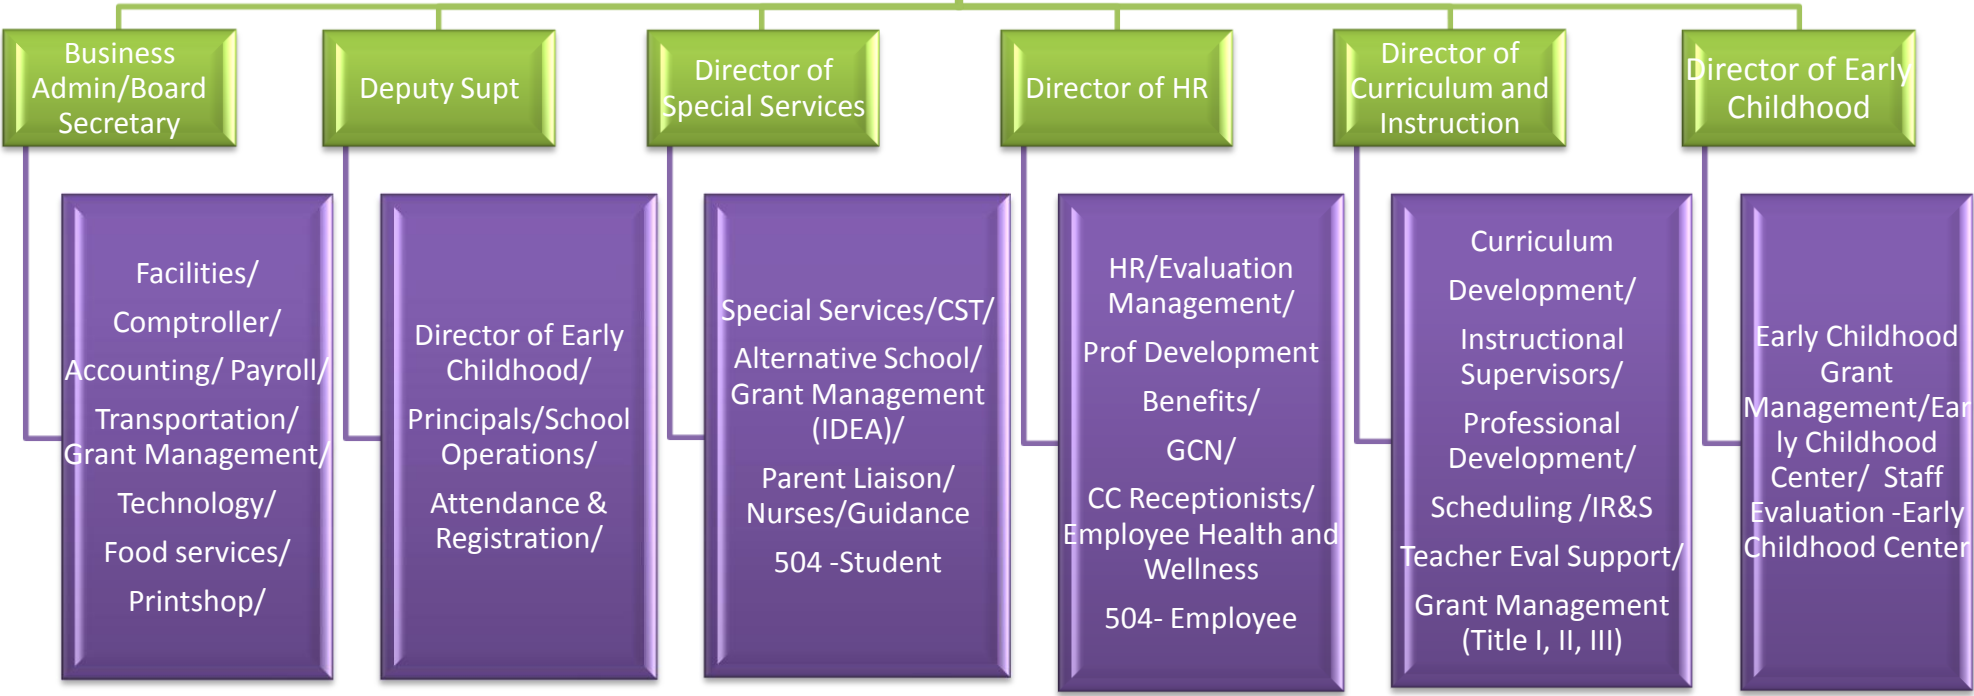 Business
Admin/Board
Secretary
Deputy Supt
Director of
Special Services
Director of HR
Director of
Curriculum and
Instruction
Director of Early
Childhood
Facilities/
Comptroller/
Accounting/ Payroll/
Transportation/
Grant Management/
Technology/
Food services/
Printshop/
Director of Early
Childhood/
Principals/School
Operations/
Attendance &
Registration/
Special Services/CST/
Alternative School/
Grant Management
(IDEA)/
Parent Liaison/
Nurses/Guidance
504 -Student
HR/Evaluation
Management/
Prof Development
Benefits/
GCN/
CC Receptionists/
Employee Health and
Wellness
504- Employee
Curriculum
Development/
Instructional
Supervisors/
Professional
Development/
Scheduling /IR&S
Teacher Eval Support/
Grant Management
(Title I, II, III)
Early Childhood
Grant
Management/Ear
ly Childhood
Center/  Staff
Evaluation -Early
Childhood Center